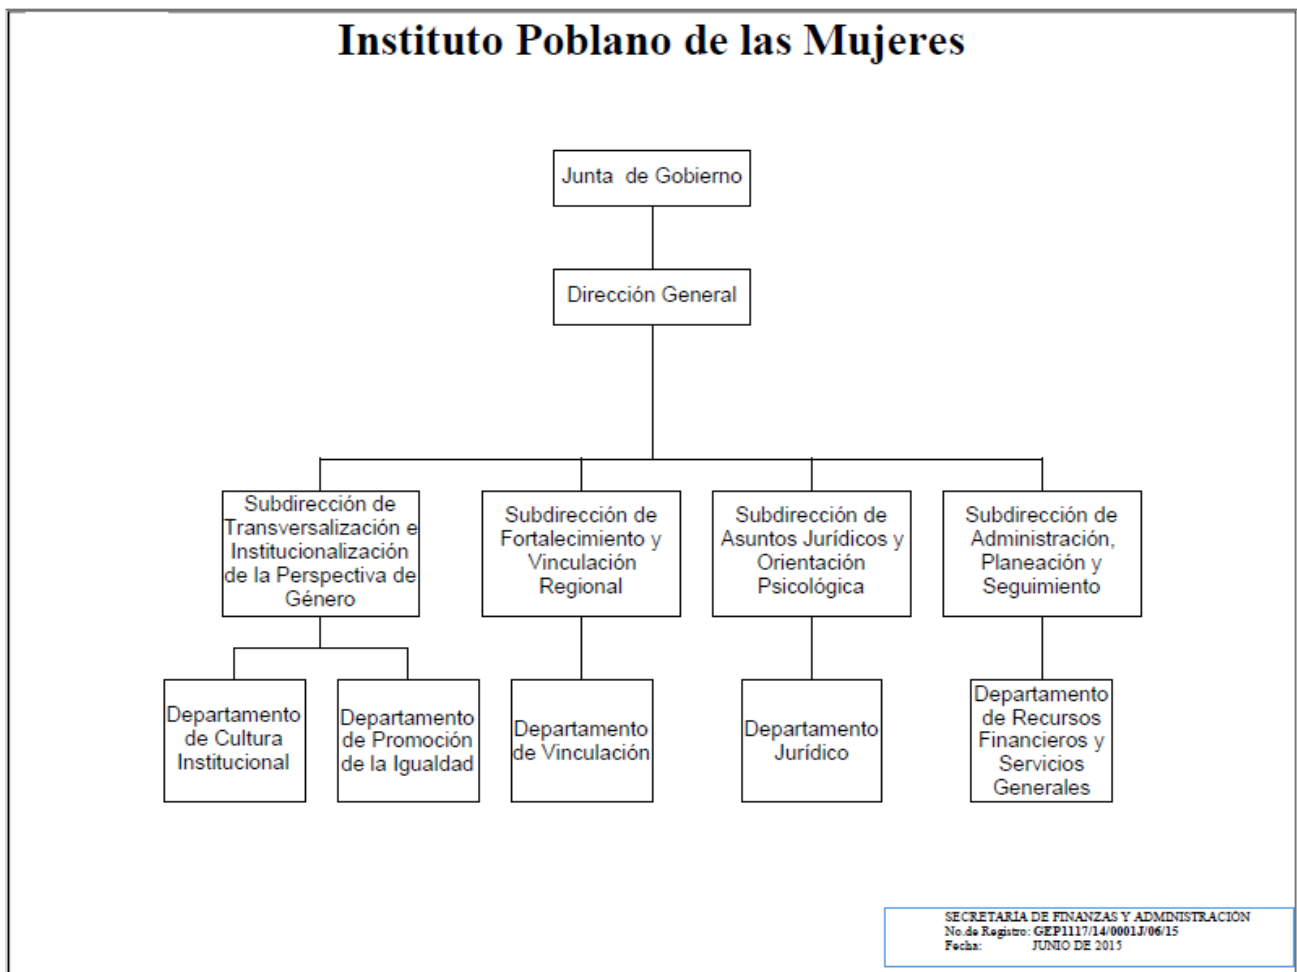 Instituto Poblano de las Mujeres
Junta de Gobierno
Dirección General
Subdirección de
Transversalización e
Institucionalización
de la Perspectiva de
Género
Subdirección de
Fortalecimiento y
Vinculación
Regional
Subdirección de
Asuntos Jurídicos y
Orientación
Psicológica
Subdirección de
Administración,
Planeación y
Seguimiento
Departamento
de Cultura
Institucional
Departamento
de Promoción
de la Igualdad
Departamento
de Vinculación
Departamento
Jurídico
Departamento
de Recursos
Financieros y
Servicios
Generales
SECRETARÍA DE FINANZAS Y ADMINISTRACIÓN
No.de Registro: GEP1117/14/0001J/06/15
Fecha: JUNIO DE 2015